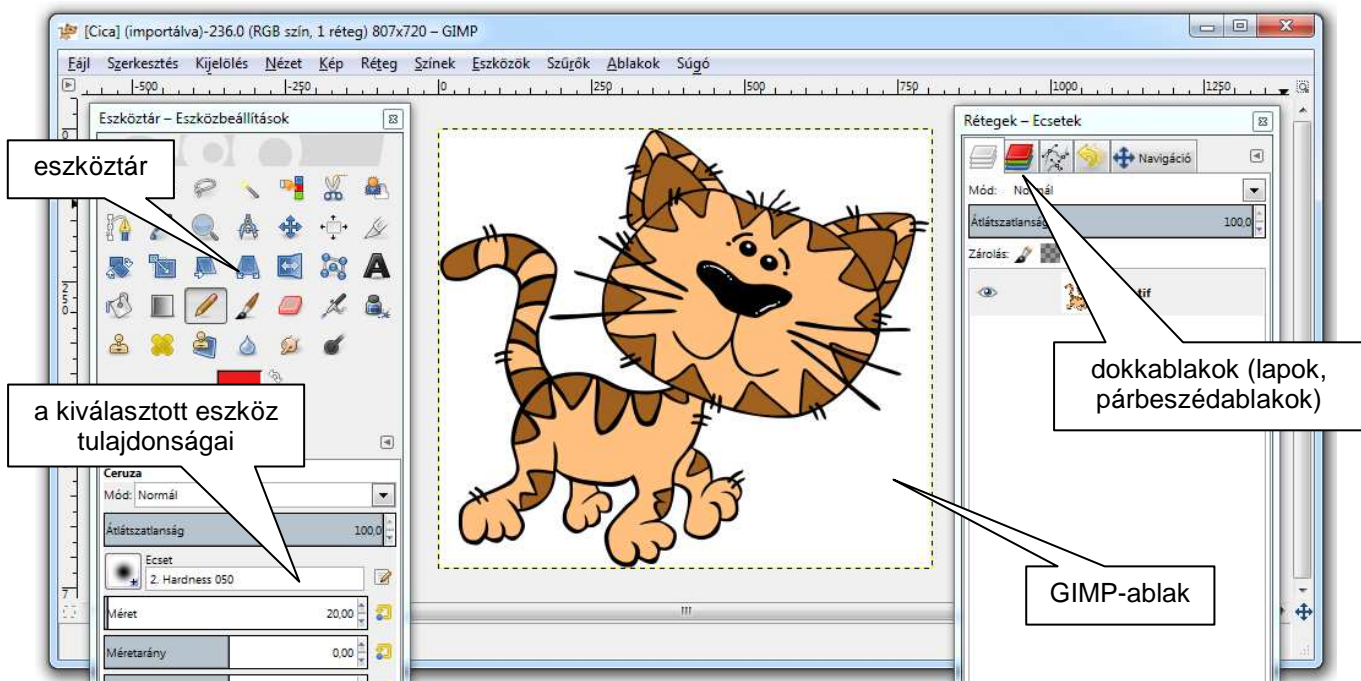 [Cica] (importálva)-236.0 (RGB szín, 1 réteg) 807x720 – GIMP
Fájl Szerkesztés Kijelölés Nézet Kép Réteg Színek Eszközök Szűrők Ablakok Súgó
-500 -250 0 250 500 750 1000 1250
Eszköztár – Eszközbeállítások
Rétegek – Ecsetek
eszköztár
Navigáció
Mód:
Átlátszatlanság 100,0
Zárolás:
0
250
dokkablakok (lapok,
párbeszédablakok)
a kiválasztott eszköz
tulajdonságai
Ceruza
Mód: Normál
Átlátszatlanság 100,0
Ecset
2. Hardness 050
GIMP-ablak
Méret 20,00
Méretarány 0,00